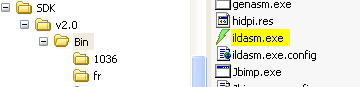 SDK
v2.0
Bin
1036
fr
genasm.exe
hidpi.res
ildasm.exe
ildasm.exe.config
Jbimp.exe